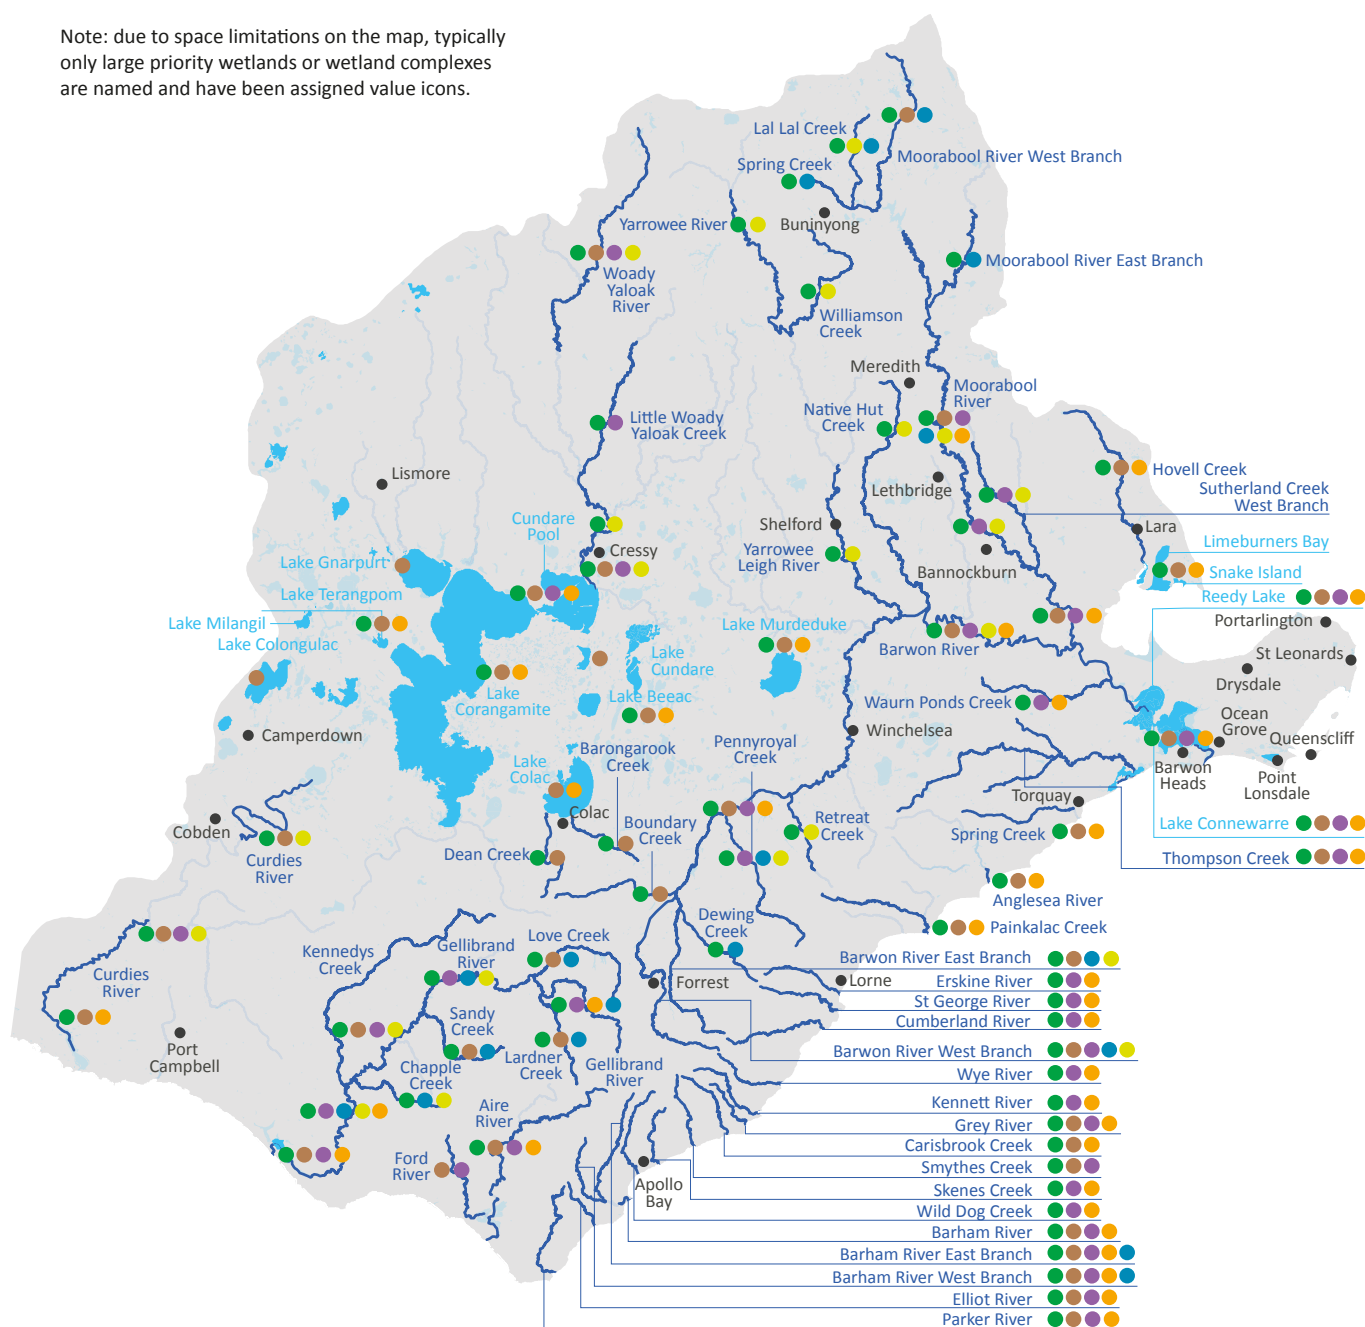 Note: due to space limitations on the map, typically
only large priority wetlands or wetland complexes
are named and have been assigned value icons.
Lal Lal Creek
Moorabool River West Branch
Spring Creek
Yarrowee River
Buninyong
Moorabool River East Branch
Woady
Yaloak
River
Williamson
Creek
Meredith
Moorabool
River
Native Hut
Creek
Little Woady
Yaloak Creek
Lismore
Hovell Creek
Lethbridge
Sutherland Creek
West Branch
Cundare
Pool
Shelford
Lara
Cressy
Yarrowee
Leigh River
Limeburners Bay
Lake Gnarpurt
Bannockburn
Snake Island
Lake Terangpom
Reedy Lake
Lake Milangil
Lake Murdeduke
Portarlington
Lake Colongulac
Barwon River
St Leonards
Lake
Cundare
Drysdale
Lake
Corangamite
Lake Beeac
Waurn Ponds Creek
Ocean
Grove
Camperdown
Winchelsea
Queenscliff
Barongarook
Creek
Pennyroyal
Creek
Lake
Colac
Barwon
Heads
Point
Lonsdale
Torquay
Colac
Cobden
Boundary
Creek
Retreat
Creek
Spring Creek
Lake Connewarre
Dean Creek
Curdies
River
Thompson Creek
Anglesea River
Dewing
Creek
Painkalac Creek
Kennedys
Creek
Gellibrand
River
Love Creek
Barwon River East Branch
Curdies
River
Forrest
Lorne
Erskine River
St George River
Sandy
Creek
Cumberland River
Port
Campbell
Lardner
Creek
Gellibrand
River
Barwon River West Branch
Chapple
Creek
Wye River
Aire
River
Kennett River
Grey River
Carisbrook Creek
Ford
River
Smythes Creek
Apollo
Bay
Skenes Creek
Wild Dog Creek
Barham River
Barham River East Branch
Barham River West Branch
Elliot River
Parker River